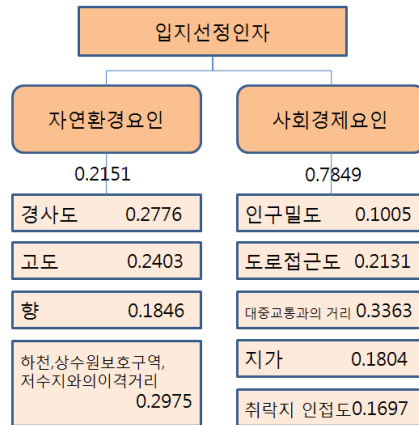 입지선정인자
자연환경요인
사회경제요인
0.2151
0.7849
경사도 0.2776
고도 0.2403
향 0.1846
하천,상수원보호구역,
저수지와의이격거리
0.2975
인구밀도 0.1005
도로접근도 0.2131
대중교통과의 거리 0.3363
지가 0.1804
취락지 인접도0.1697